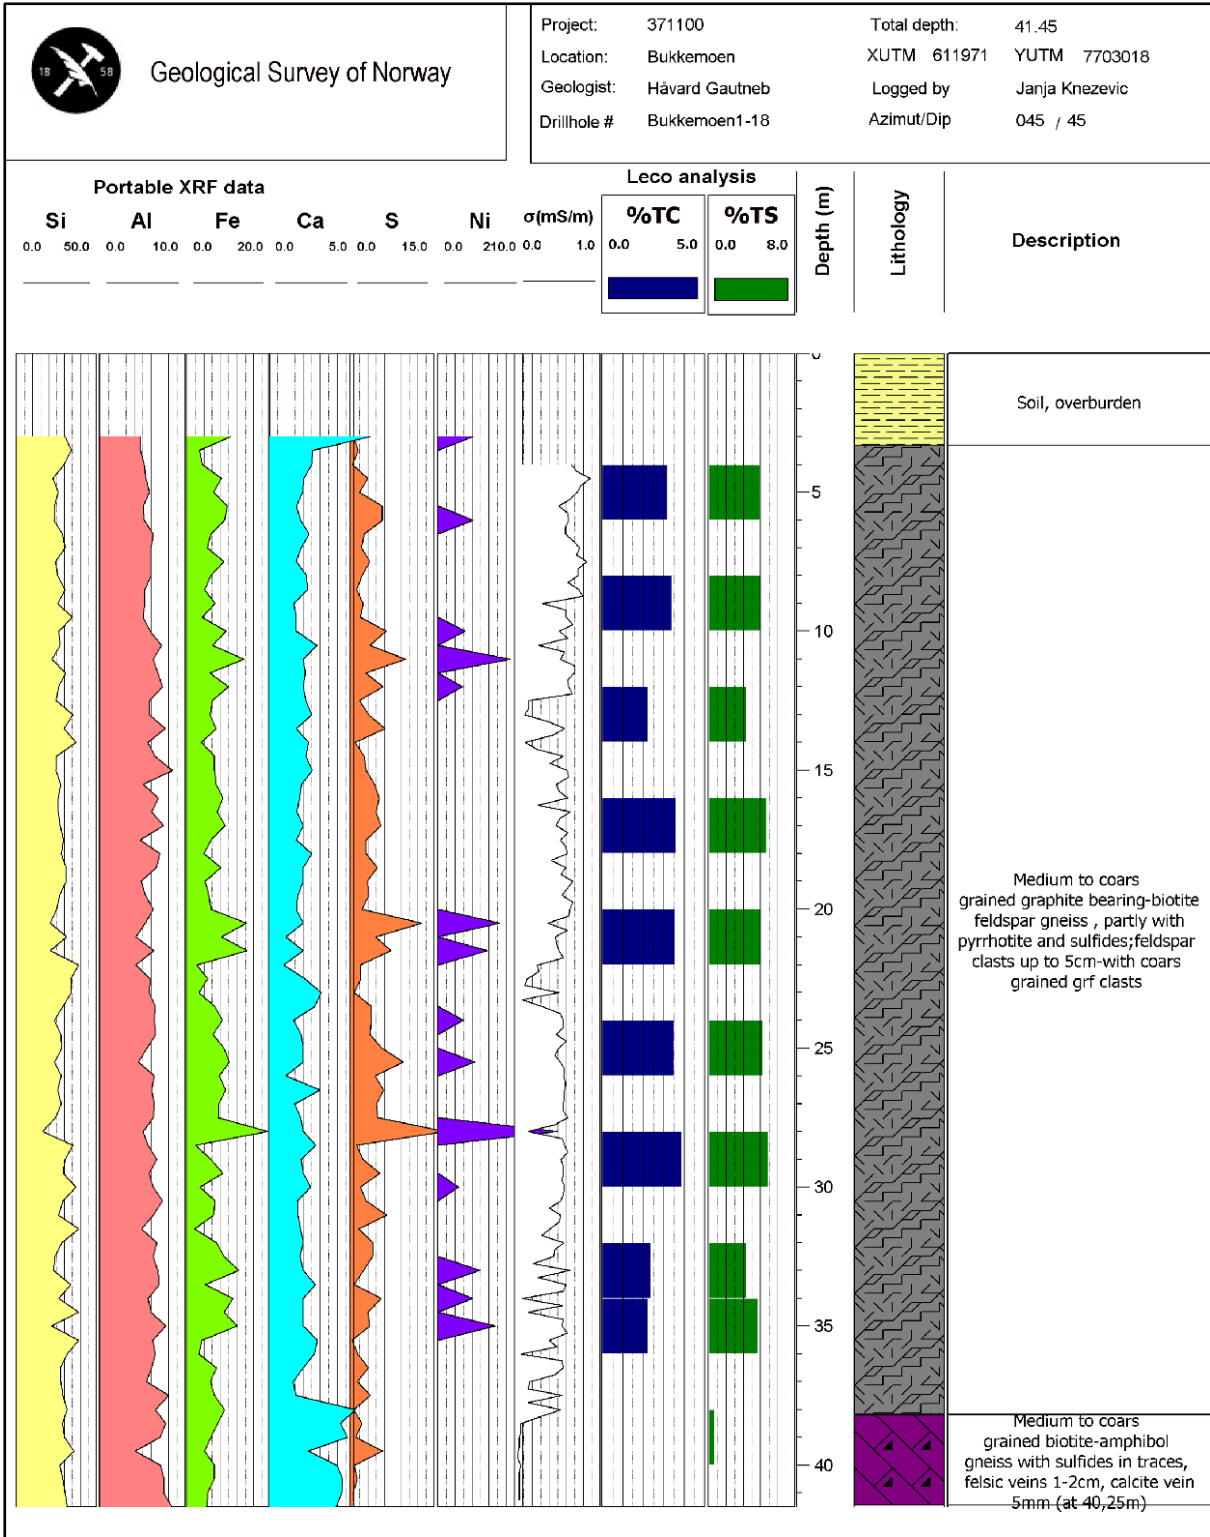 18 58
Geological Survey of Norway
Project: 371100 Total depth: 41.45
Location: Bukkemoen XUTM 611971 YUTM 7703018
Geologist: Håvard Gautneb Logged by Janja Knezevic
Drillhole # Bukkemoen1-18 Azimut/Dip 045 / 45
Portable XRF data
Leco analysis
Si Al Fe Ca S Ni σ(mS/m) %TC %TS
0.0 50.0 0.0 10.0 0.0 20.0 0.0 5.0 0.0 15.0 0.0 210.0 0.0 1.0 0.0 5.0 0.0 8.0
Depth (m)
Lithology
Description
0
5
10
15
20
25
30
35
40
Soil, overburden
Medium to coars
grained graphite bearing-biotite
feldspar gneiss , partly with
pyrrhotite and sulfides;feldspar
clasts up to 5cm-with coars
grained grf clasts
Medium to coars
grained biotite-amphibol
gneiss with sulfides in traces,
felsic veins 1-2cm, calcite vein
5mm (at 40,25m)